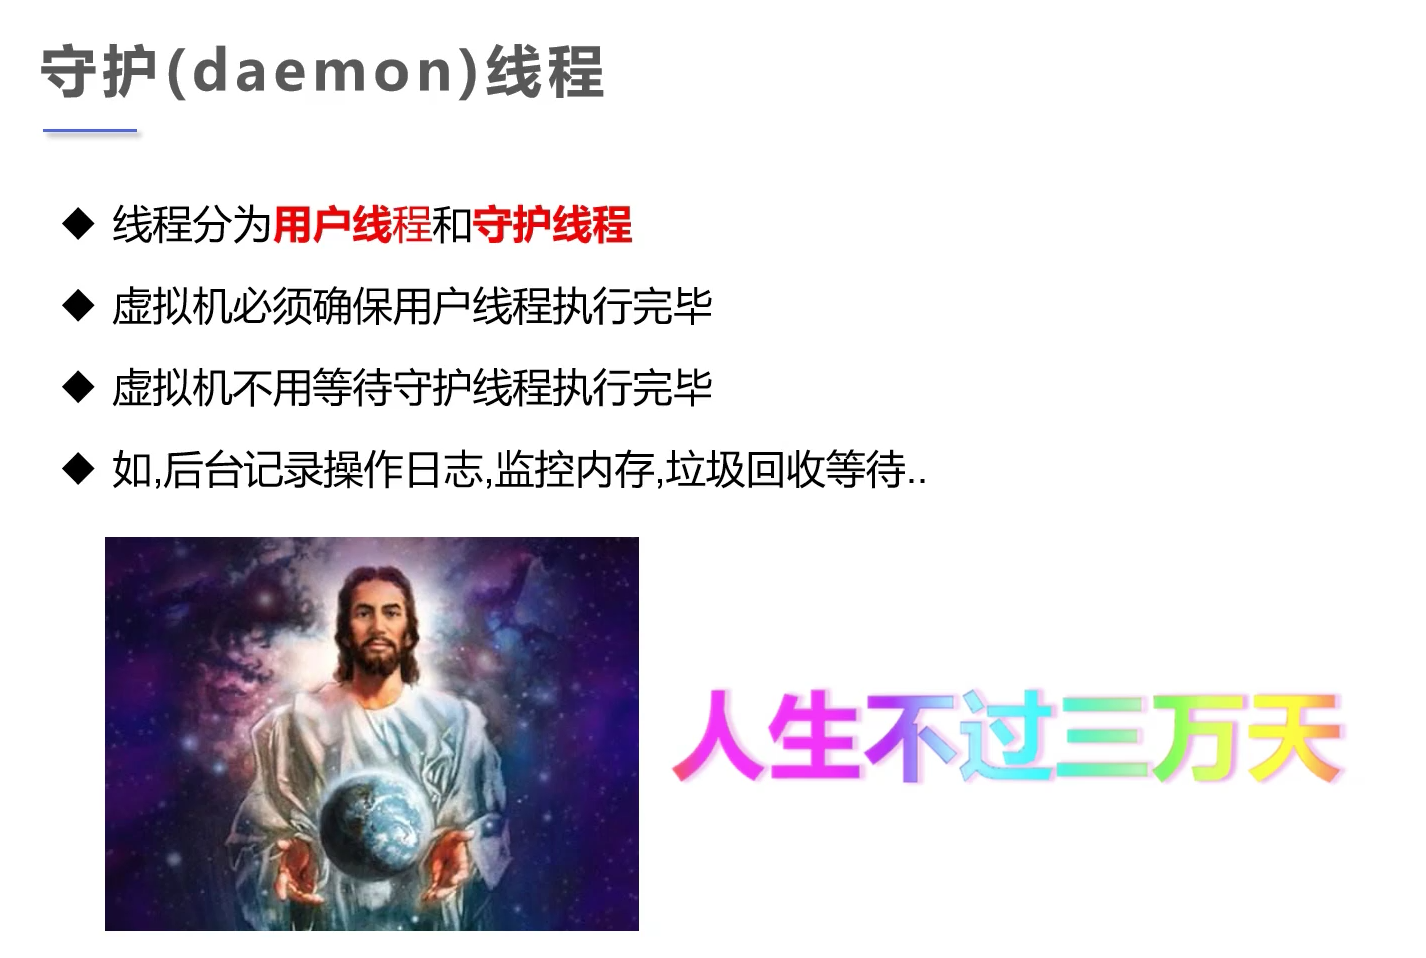 守护(daemon)线程
线程分为用户线程和守护线程
虚拟机必须确保用户线程执行完毕
虚拟机不用等待守护线程执行完毕
如,后台记录操作日志,监控内存,垃圾回收等待..
人生不过三万天